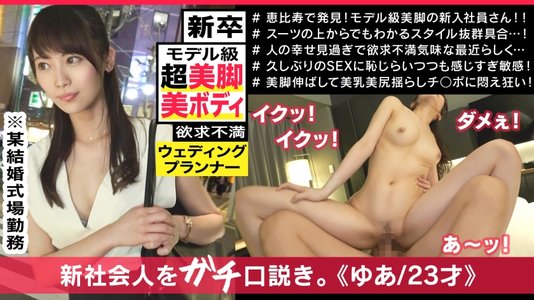 新卒
モデル級
超美脚
美ボディ
欲求不満
ウェディング
プランナー
※某結婚式場勤務
# 恵比寿で発見！モデル級美脚の新入社員さん！！
# スーツの上からでもわかるスタイル抜群具合…！
# 人の幸せ見過ぎで欲求不満気味な最近らしく…
# 久しぶりのSEXに恥じらいつつも感じすぎ敏感！
# 美脚伸ばして美乳美尻揺らしチ○ポに悶え狂い！
イクッ！
イクッ！
ダメぇ！
あ〜ッ！
新社会人をガチ口説き。《ゆあ/23才》